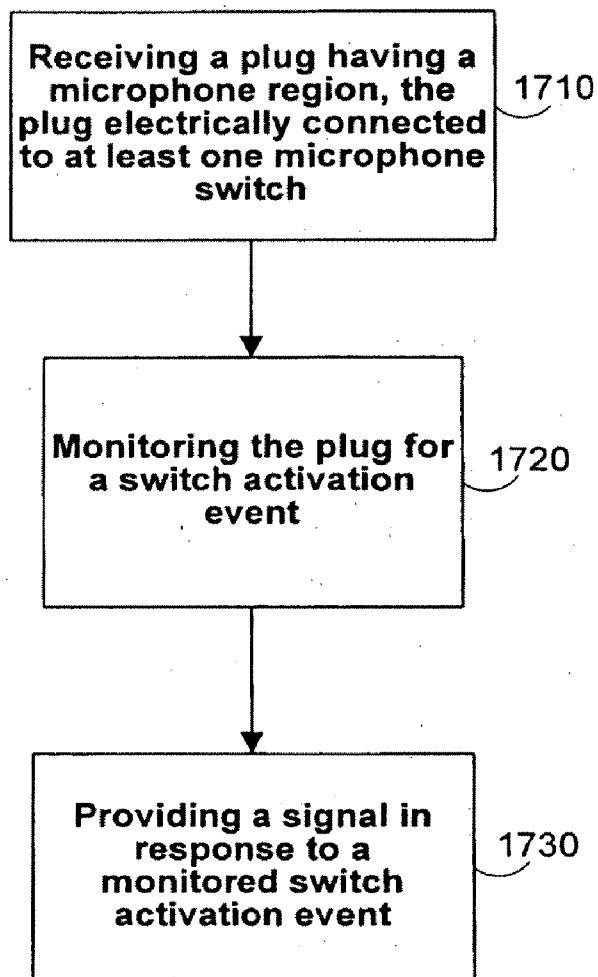 Receiving a plug having a
microphone region, the
plug electrically connected
to at least one microphone
switch
1710
Monitoring the plug for
a switch activation
event
1720
Providing a signal in
response to a
monitored switch
activation event
1730